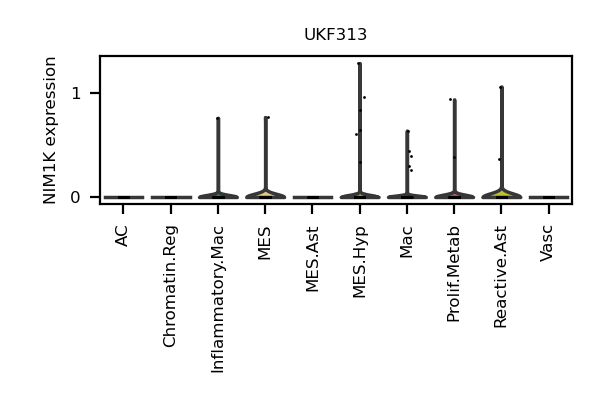 UKF313
NIM1K expression
1
0
AC
Chromatin.Reg
Inflammatory.Mac
MES
MES.Ast
MES.Hyp
Mac
Prolif.Metab
Reactive.Ast
Vasc